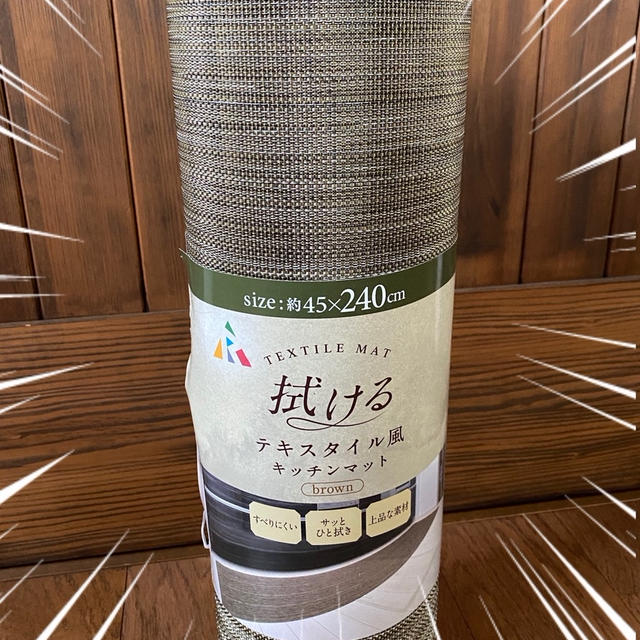 size:約45×240cm
TEXTILE MAT
拭ける
テキスタイル風
キッチンマット
brown
すべりにくい
サッと
ひと拭き
上品な素材